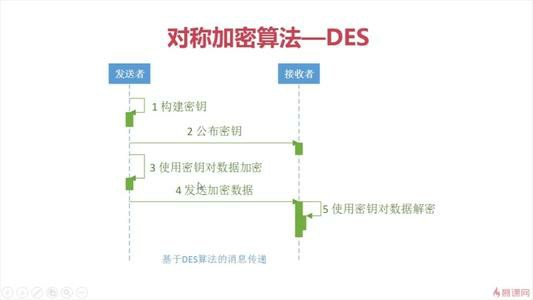 对称加密算法—DES
发送者
接收者
1 构建密钥
2 公布密钥
3 使用密钥对数据加密
4 发送加密数据
5 使用密钥对数据解密
基于DES算法的消息传递
慕课网